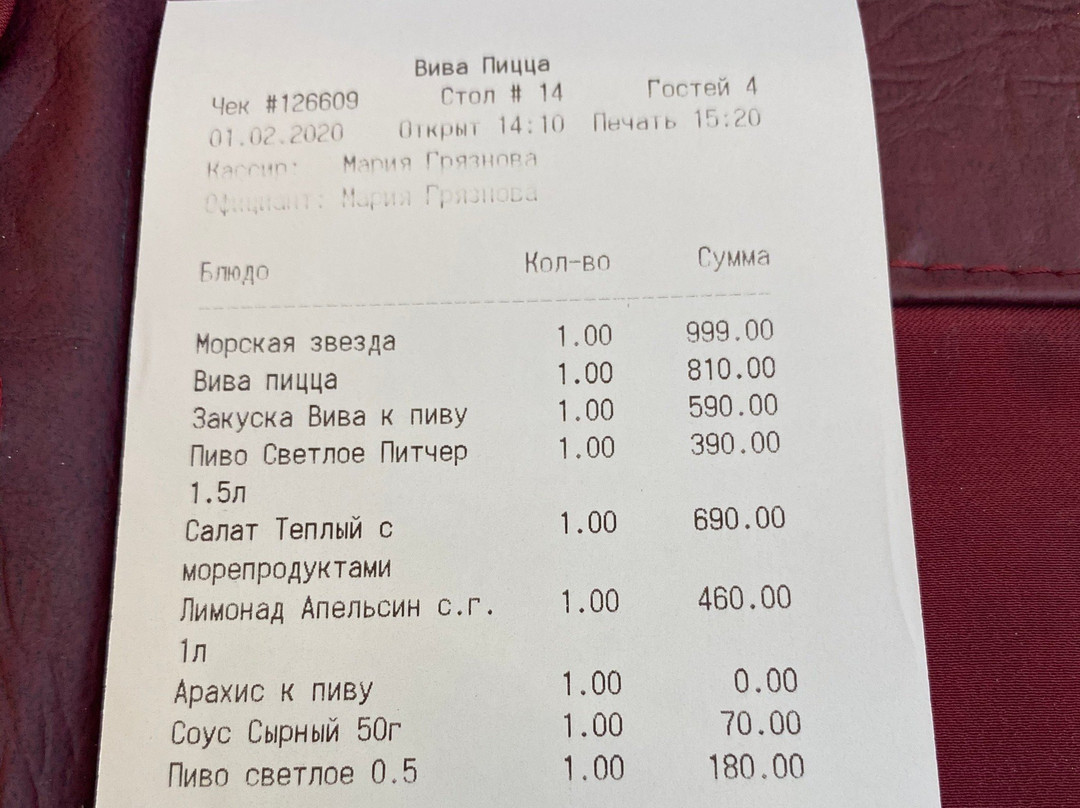 Вива Пицца
Чек #126609 Стол # 14 Гостей 4
01.02.2020 Открыт 14:10 Печать 15:20
Кассир: Мария Грязнова
Официант: Мария Грязнова
Блюдо Кол-во Сумма
Морская звезда 1.00 999.00
Вива пицца 1.00 810.00
Закуска Вива к пиву 1.00 590.00
Пиво Светлое Питчер 1.00 390.00
1.5л
Салат Теплый с 1.00 690.00
морепродуктами
Лимонад Апельсин с.г. 1.00 460.00
1л
Арахис к пиву 1.00 0.00
Соус Сырный 50г 1.00 70.00
Пиво светлое 0.5 1.00 180.00